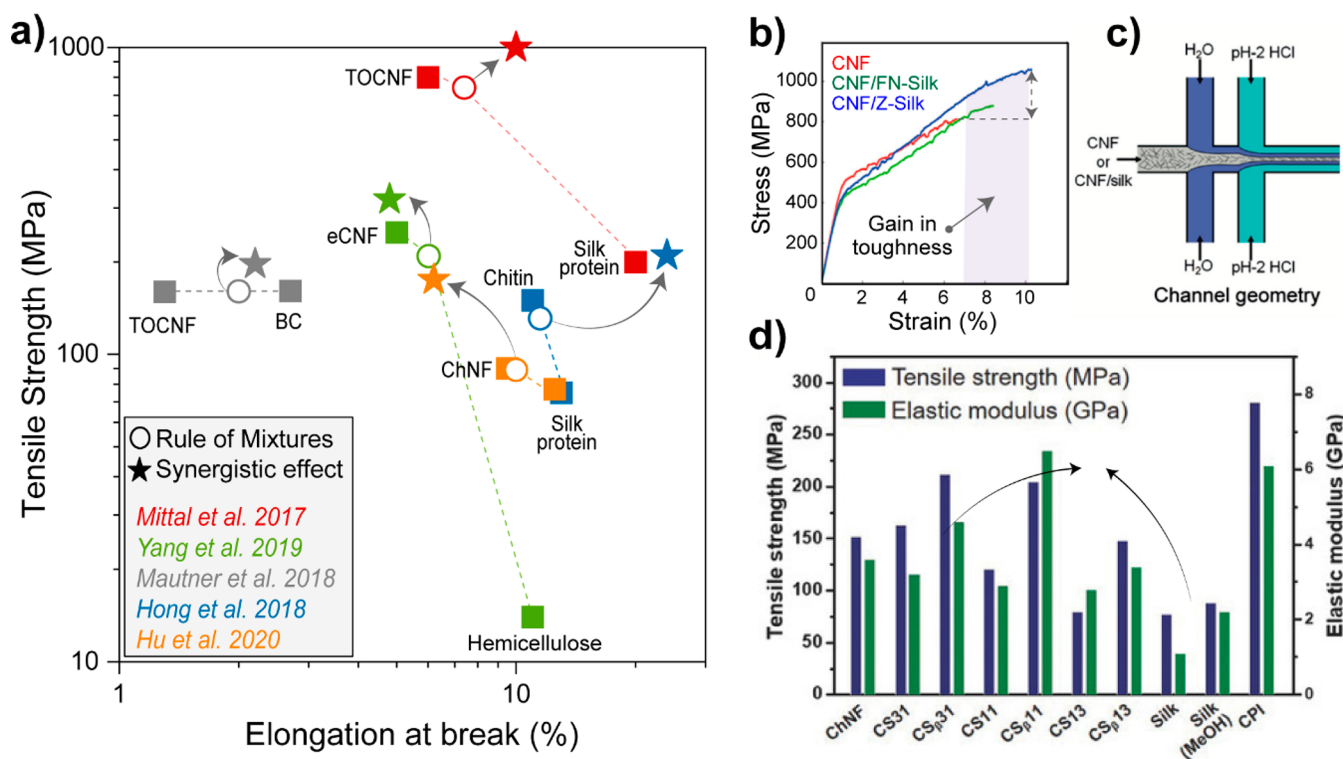 a)
1000
100
10
1
10
Tensile Strength (MPa)
Elongation at break (%)
TOCNF
eCNF
Silk
protein
Chitin
TOCNF
BC
ChNF
Silk
protein
Hemicellulose
Rule of Mixtures
Synergistic effect
Mittal et al. 2017
Yang et al. 2019
Mautner et al. 2018
Hong et al. 2018
Hu et al. 2020
b)
CNF
CNF/FN-Silk
CNF/Z-Silk
1000
800
600
400
200
0
2
4
6
8
10
Stress (MPa)
Strain (%)
Gain in
toughness
c)
H₂O
pH-2 HCl
CNF
or
CNF/silk
H₂O
pH-2 HCl
Channel geometry
d)
Tensile strength (MPa)
Elastic modulus (GPa)
300
250
200
150
100
50
0
8
6
4
2
0
Tensile strength (MPa)
Elastic modulus (GPa)
ChNF
CS31
CSᵦ31
CS11
CSᵦ11
CS13
CSᵦ13
Silk
Silk
(MeOH)
CPI